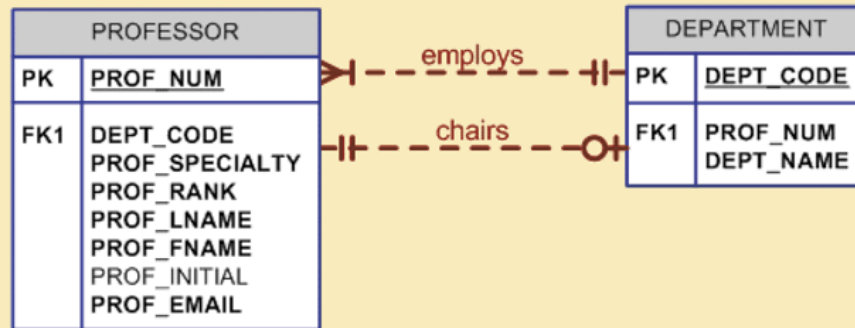 PROFESSOR
PK PROF_NUM
FK1 DEPT_CODE
PROF_SPECIALTY
PROF_RANK
PROF_LNAME
PROF_FNAME
PROF_INITIAL
PROF_EMAIL
employs
chairs
DEPARTMENT
PK DEPT_CODE
FK1 PROF_NUM
DEPT_NAME